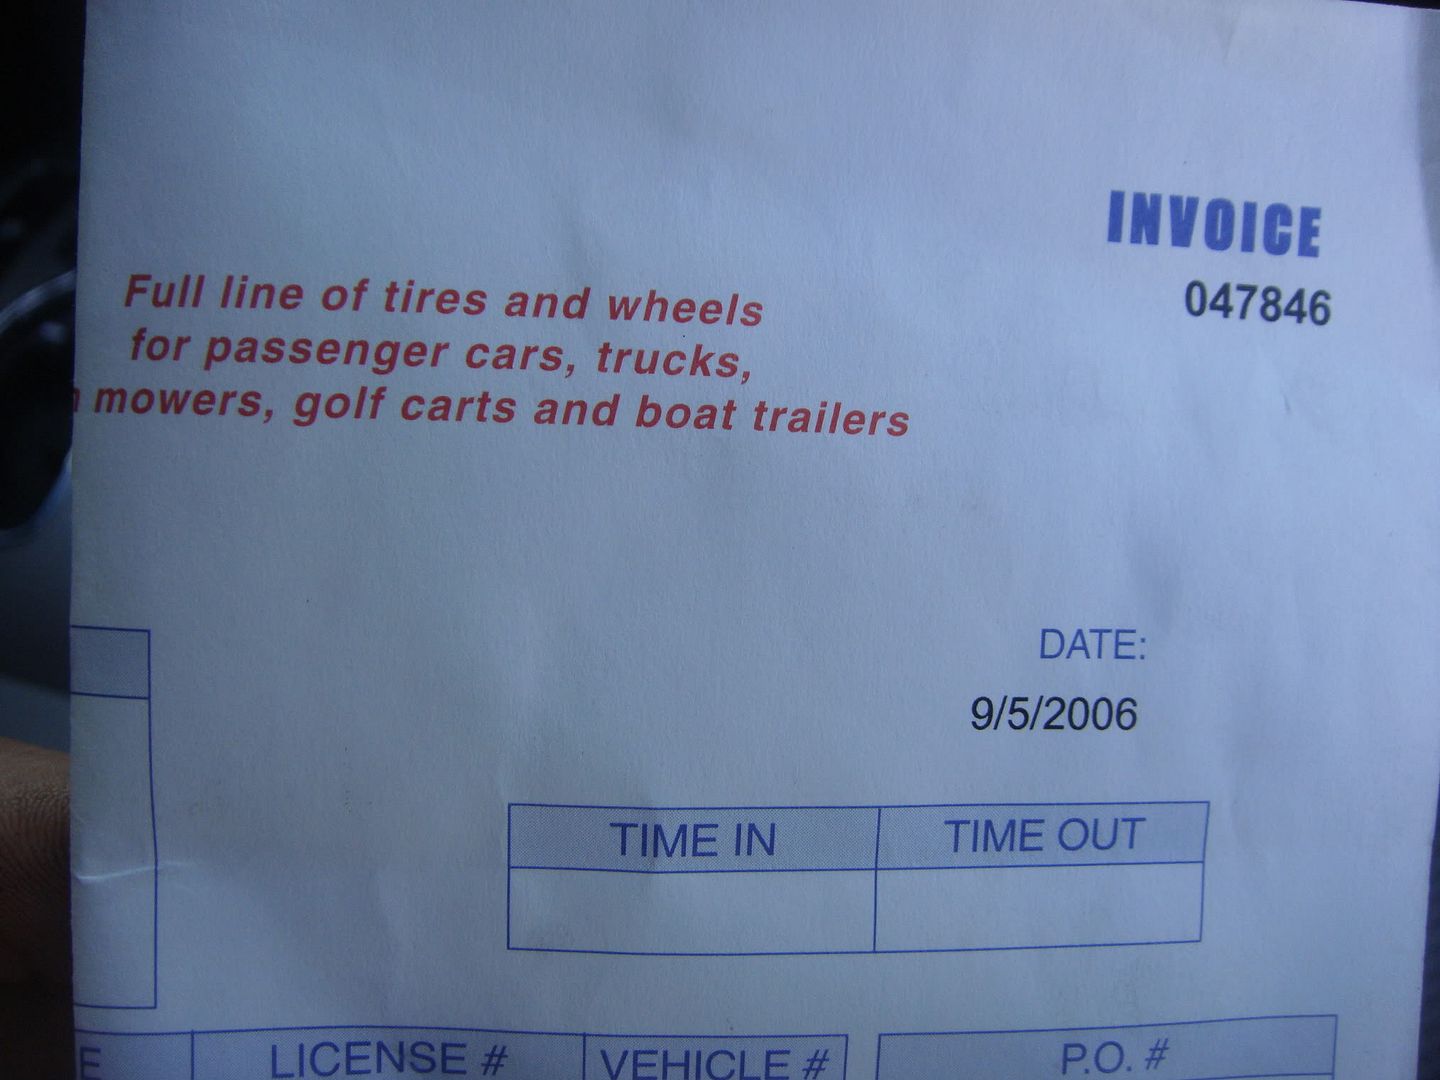 INVOICE
047846
Full line of tires and wheels
for passenger cars, trucks,
mowers, golf carts and boat trailers
DATE:
9/5/2006
TIME IN TIME OUT
E LICENSE # VEHICLE # P.O. #